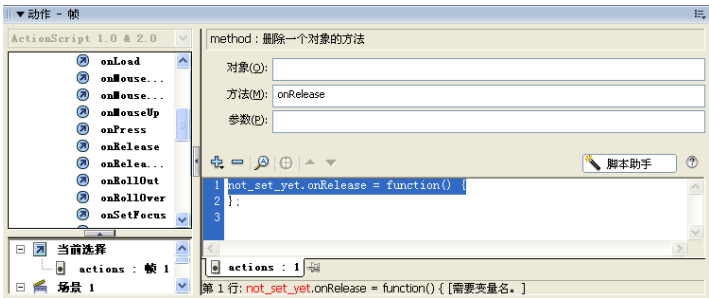 ▼动作 - 帧
ActionScript 1.0 & 2.0
onLoad
onMouse...
onMouse...
onMouseUp
onPress
onRelease
onRelea...
onRollOut
onRollOver
onSetFocus
当前选择
actions : 帧 1
场景 1
method : 删除一个对象的方法
对象(O):
方法(M): onRelease
参数(P):
脚本助手
1 not_set_yet.onRelease = function() {
2 };
3
actions : 1
第 1 行: not_set_yet.onRelease = function() { [需要变量名。]